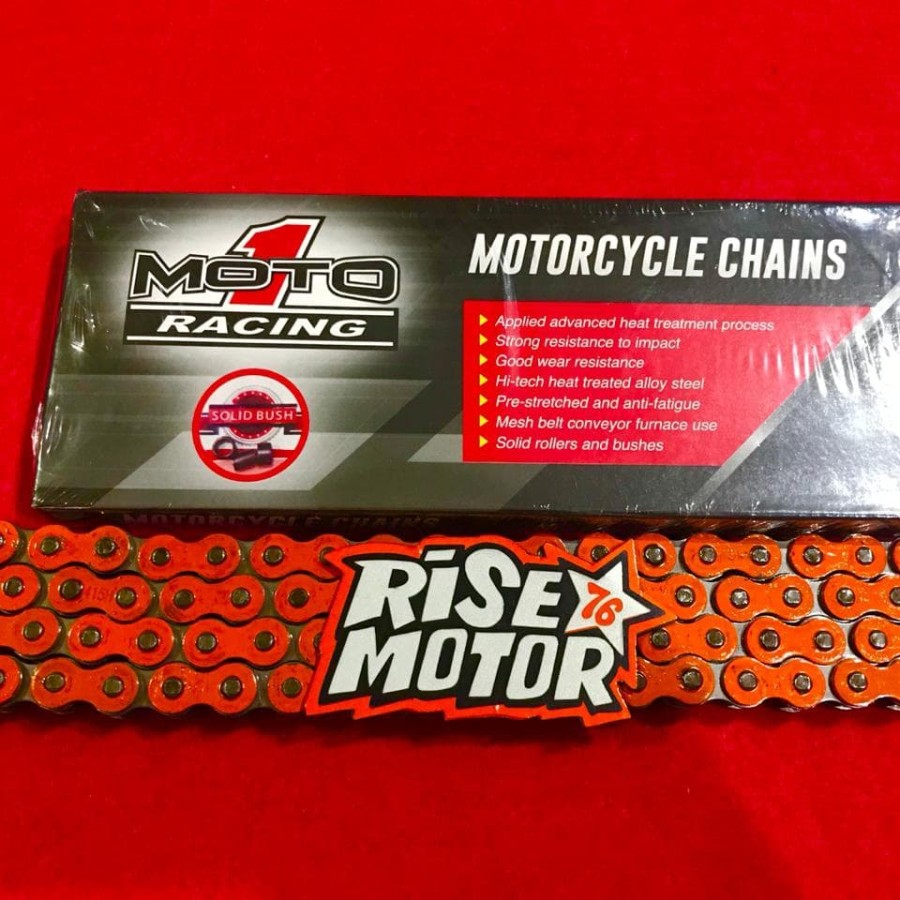 1
MOTO
RACING
SOLID BUSH
MOTORCYCLE CHAINS
Applied advanced heat treatment process
Strong resistance to impact
Good wear resistance
Hi-tech heat treated alloy steel
Pre-stretched and anti-fatigue
Mesh belt conveyor furnace use
Solid rollers and bushes
MOTORCYCLE CHAINS
RiSE
76
MOTOR
415H